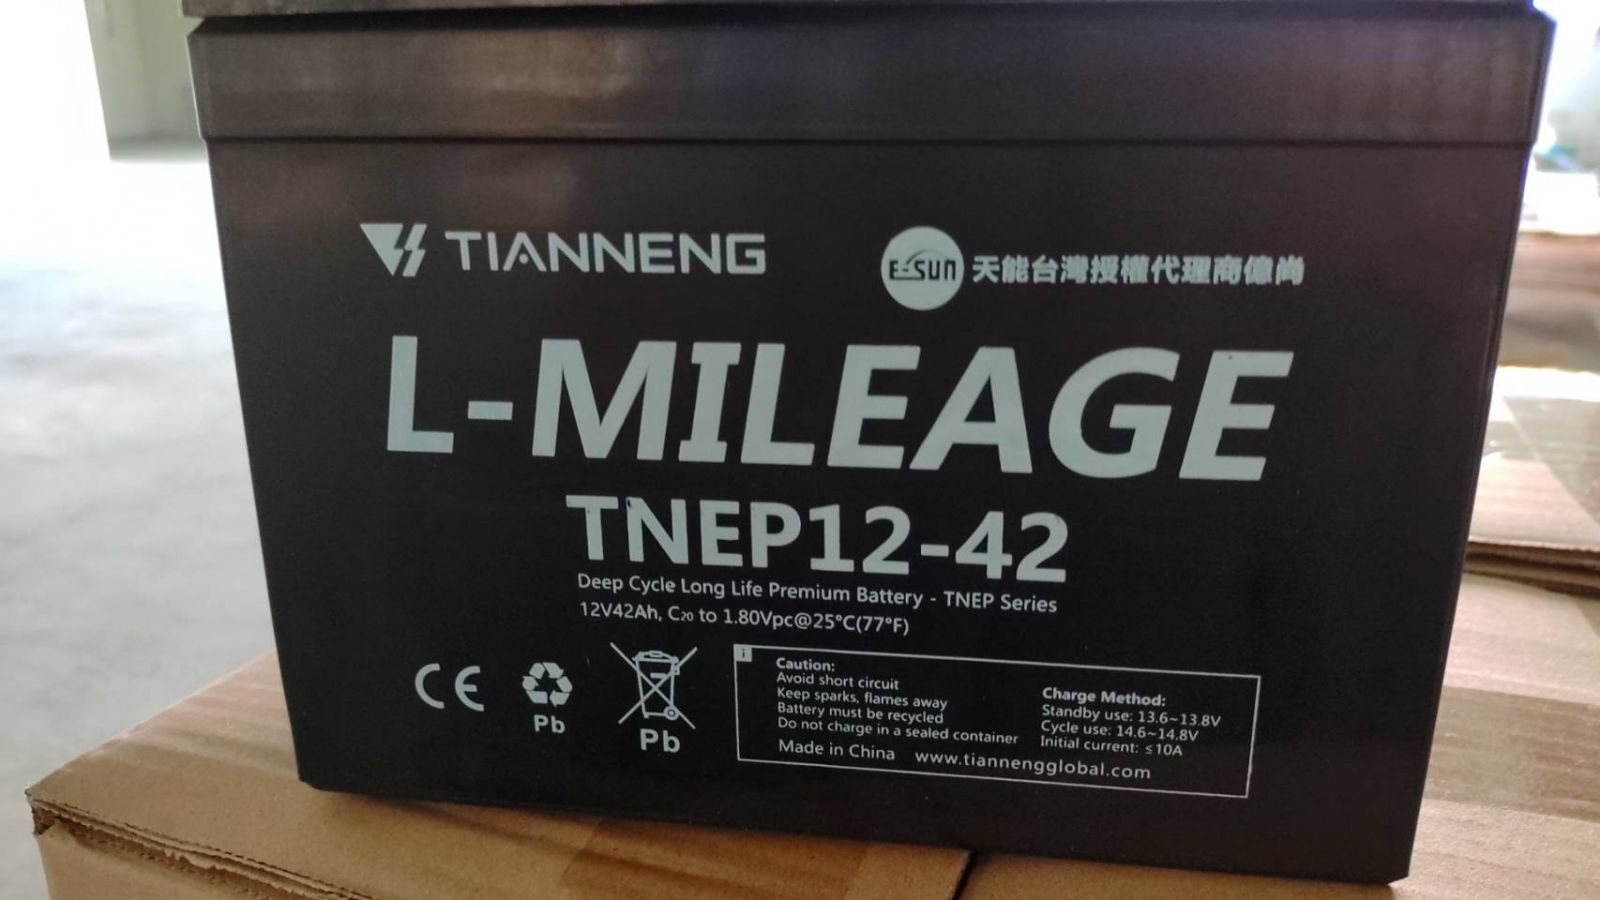 TIANNENG
E-SUN 天能台灣授權代理商億尚
L-MILEAGE
TNEP12-42
Deep Cycle Long Life Premium Battery - TNEP Series
12V42Ah, C₂₀ to 1.80Vpc@25°C(77°F)
CE
Pb
Pb
i
Caution:
Avoid short circuit
Keep sparks, flames away
Battery must be recycled
Do not charge in a sealed container
Charge Method:
Standby use: 13.6~13.8V
Cycle use: 14.6~14.8V
Initial current: ≤10A
Made in China www.tiannengglobal.com